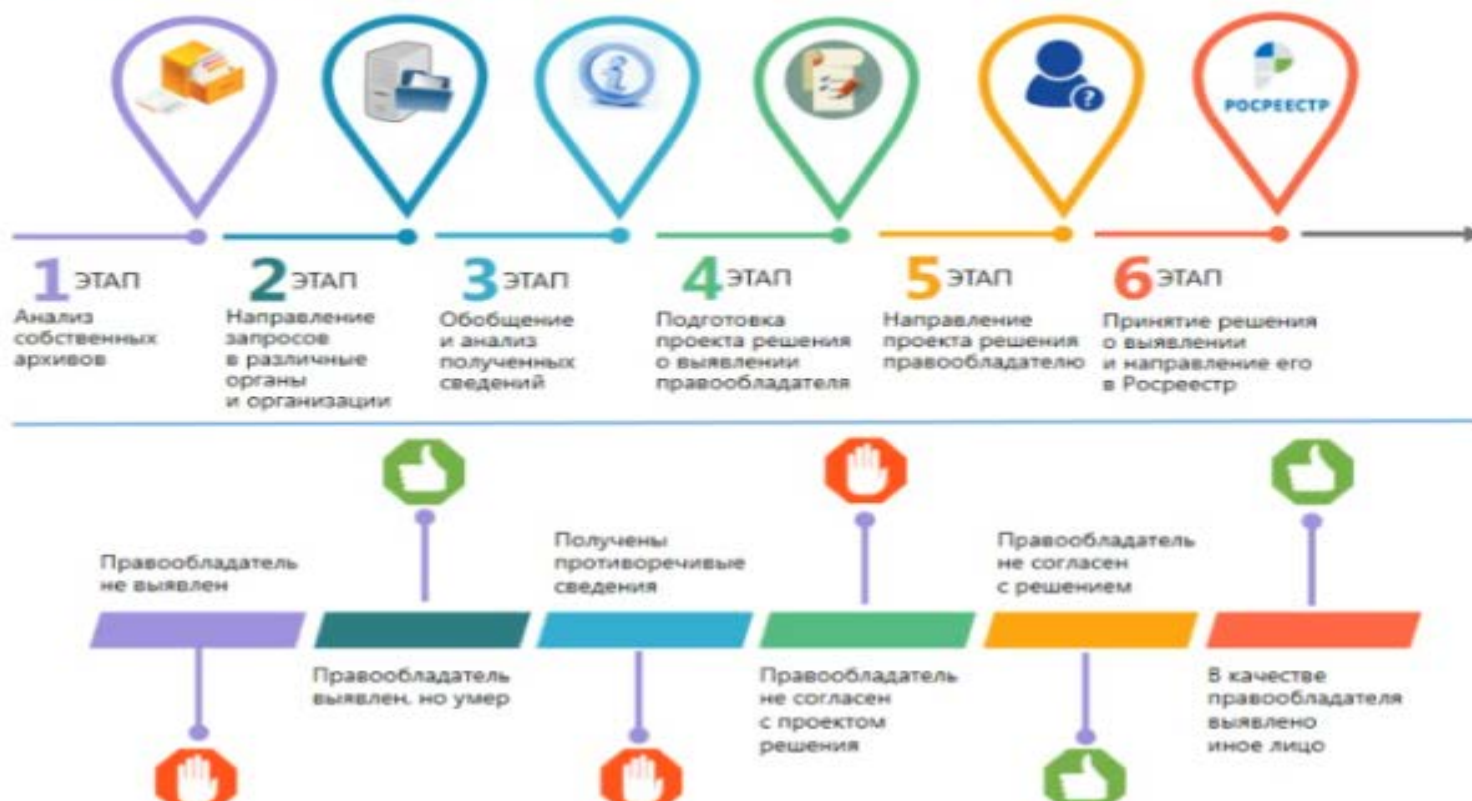 РОСРЕЕСТР
1 ЭТАП
Анализ
собственных
архивов
2 ЭТАП
Направление
запросов
в различные
органы
и организации
3 ЭТАП
Обобщение
и анализ
полученных
сведений
4 ЭТАП
Подготовка
проекта решения
о выявлении
правообладателя
5 ЭТАП
Направление
проекта решения
правообладателю
6 ЭТАП
Принятие решения
о выявлении
и направление его
в Росреестр
Правообладатель
не выявлен
Правообладатель
выявлен, но умер
Получены
противоречивые
сведения
Правообладатель
не согласен
с проектом
решения
Правообладатель
не согласен
с решением
В качестве
правообладателя
выявлено
иное лицо